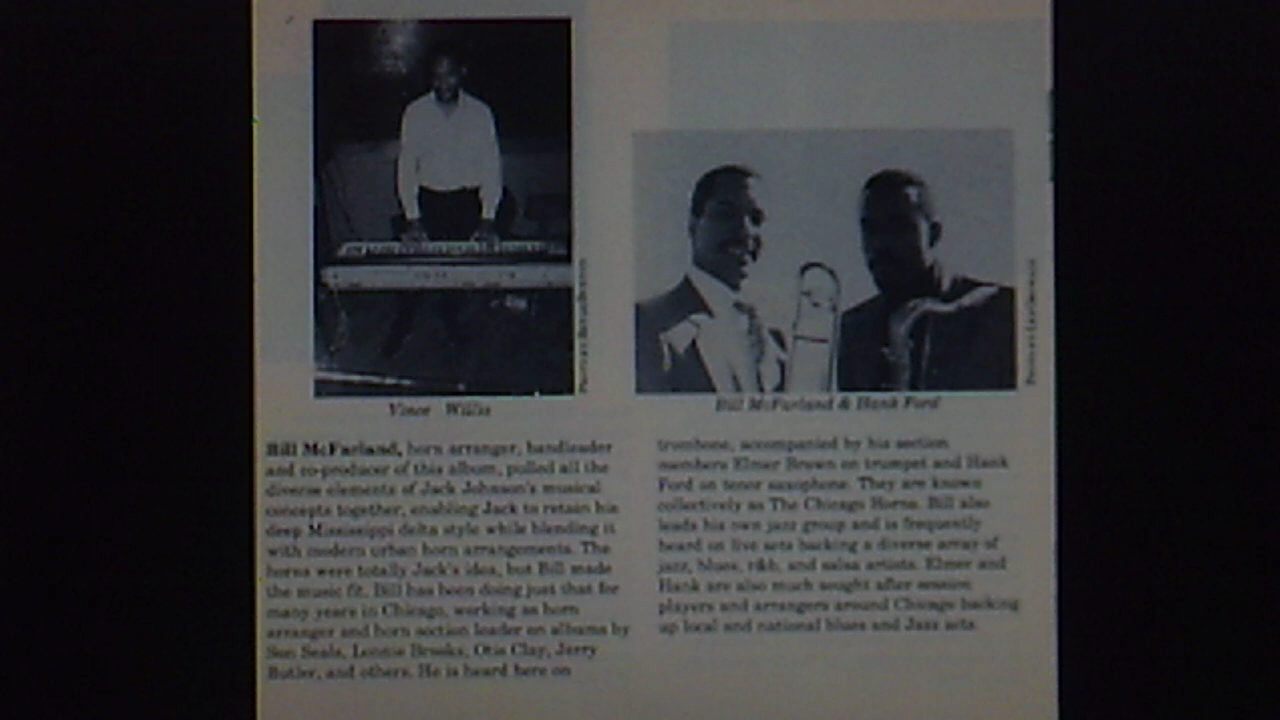 Vince Willis
Bill McFarland & Hank Ford
Bill McFarland, horn arranger, bandleader
and co-producer of this album, pulled all the
diverse elements of Jack Johnson's musical
concepts together, enabling Jack to retain his
deep Mississippi delta style while blending it
with modern urban horn arrangements. The
horns were totally Jack's idea, but Bill made
the music fit. Bill has been doing just that for
many years in Chicago, working as horn
arranger and horn section leader on albums by
Son Seals, Lonnie Brooks, Otis Clay, Jerry
Butler, and others. He is heard here on
trombone, accompanied by his section
members Elmer Brown on trumpet and Hank
Ford on tenor saxophone. They are known
collectively as The Chicago Horns. Bill also
leads his own jazz group and is frequently
heard on live sets backing a diverse array of
jazz, blues, r&b, and salsa artists. Elmer and
Hank are also much sought after session
players and arrangers around Chicago backing
up local and national blues and Jazz acts.